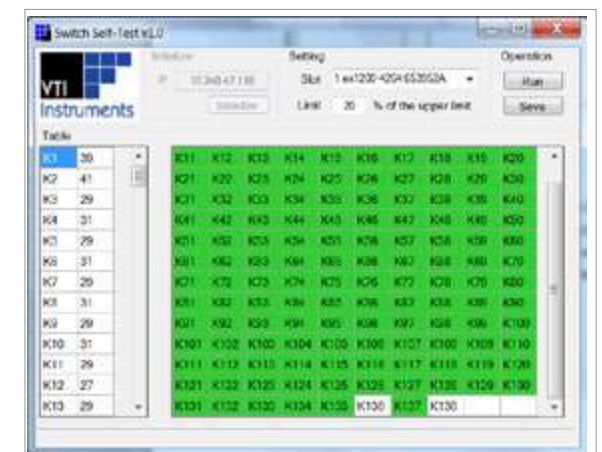 Switch Self-Test v1.0
VTI
Instruments
Setting
Operation
Slot
Run
Limit 20 % of the upper limit
Save
Table
K1 39
K2 41
K3 29
K4 31
K5 29
K6 31
K7 29
K8 31
K9 29
K10 31
K11 29
K12 27
K13 29
K11 K12 K13 K14 K15 K16 K17 K18 K19 K20
K21 K22 K23 K24 K25 K26 K27 K28 K29 K30
K31 K32 K33 K34 K35 K36 K37 K38 K39 K40
K41 K42 K43 K44 K45 K46 K47 K48 K49 K50
K51 K52 K53 K54 K55 K56 K57 K58 K59 K60
K61 K62 K63 K64 K65 K66 K67 K68 K69 K70
K71 K72 K73 K74 K75 K76 K77 K78 K79 K80
K81 K82 K83 K84 K85 K86 K87 K88 K89 K90
K91 K92 K93 K94 K95 K96 K97 K98 K99 K100
K101 K102 K103 K104 K105 K106 K107 K108 K109 K110
K111 K112 K113 K114 K115 K116 K117 K118 K119 K120
K121 K122 K123 K124 K125 K126 K127 K128 K129 K130
K131 K132 K133 K134 K135 K136 K137 K138